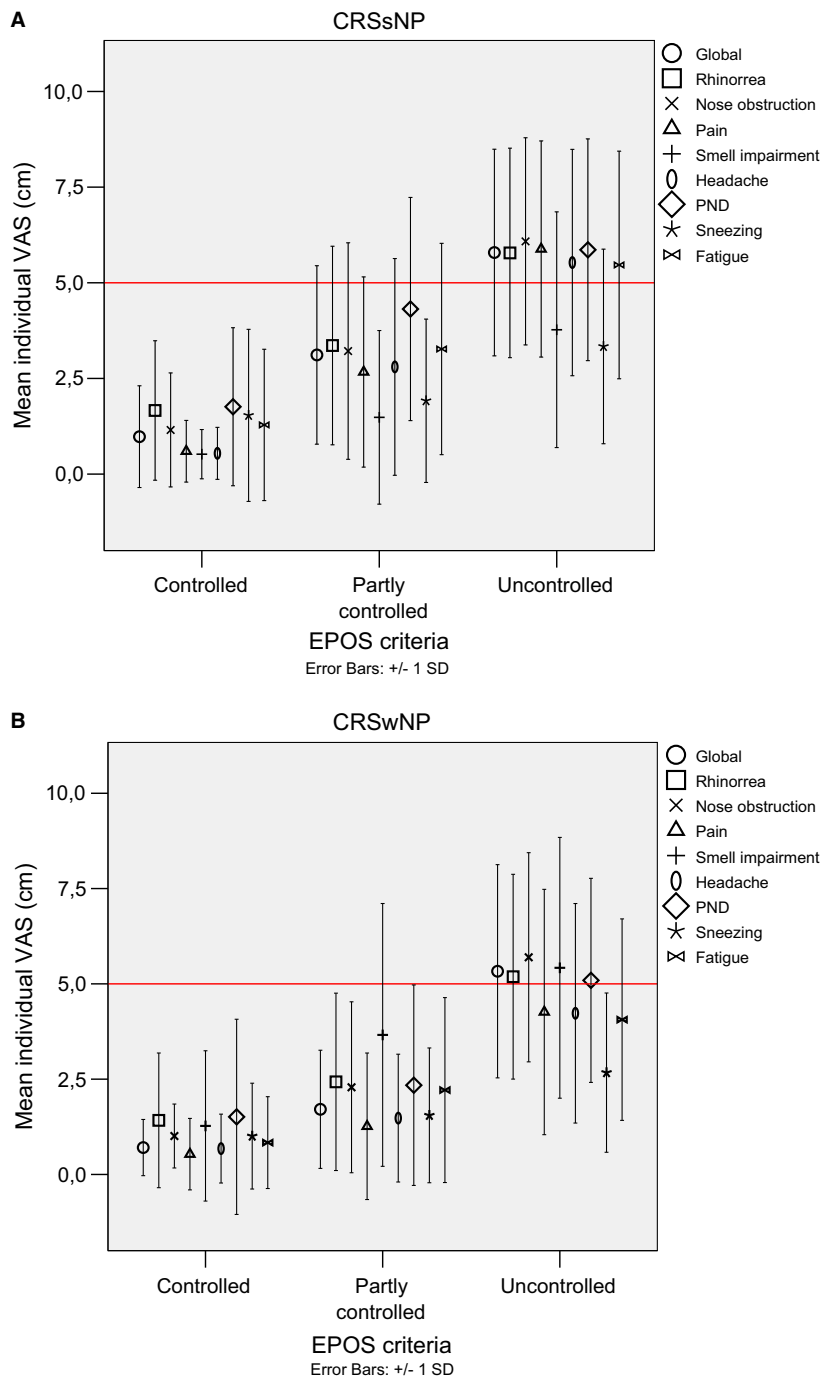 A
CRSsNP
10,0
7,5
5,0
2,5
0,0
Mean individual VAS (cm)
Controlled
Partly
controlled
Uncontrolled
EPOS criteria
Error Bars: +/- 1 SD
Global
Rhinorrea
Nose obstruction
Pain
Smell impairment
Headache
PND
Sneezing
Fatigue
B
CRSwNP
10,0
7,5
5,0
2,5
0,0
Mean individual VAS (cm)
Controlled
Partly
controlled
Uncontrolled
EPOS criteria
Error Bars: +/- 1 SD
Global
Rhinorrea
Nose obstruction
Pain
Smell impairment
Headache
PND
Sneezing
Fatigue